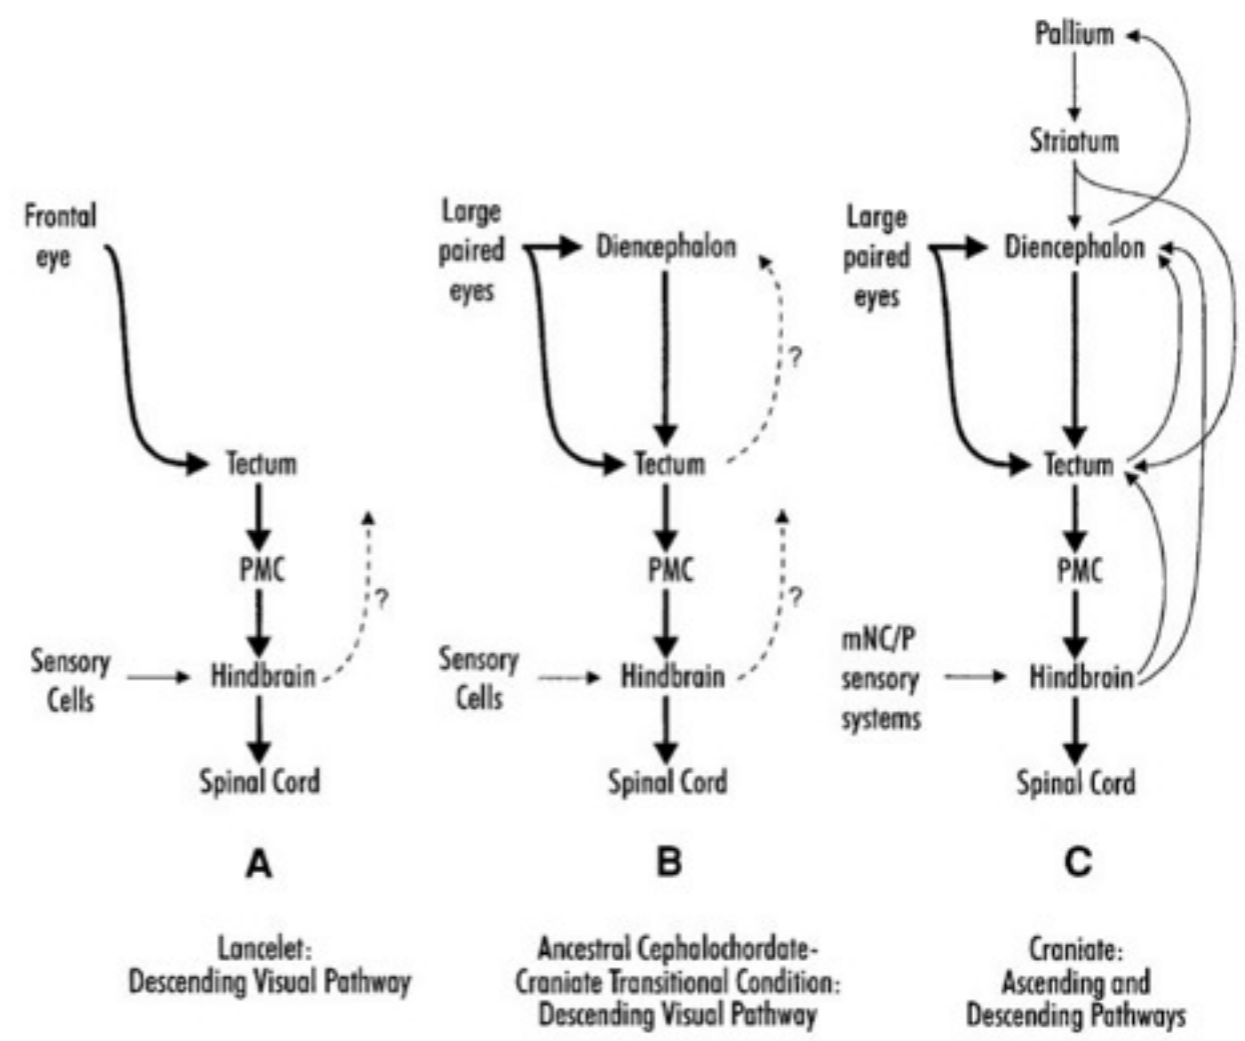 Pallium
Striatum
Frontal
eye
Large
paired
eyes
Diencephalon
Large
paired
eyes
Diencephalon
?
Tectum
Tectum
Tectum
PMC
PMC
PMC
?
?
Sensory
Cells
Hindbrain
Sensory
Cells
Hindbrain
mNC/P
sensory
systems
Hindbrain
Spinal Cord
Spinal Cord
Spinal Cord
A
B
C
Lancelet:
Descending Visual Pathway
Ancestral Cephalochordate-
Craniate Transitional Condition:
Descending Visual Pathway
Craniate:
Ascending and
Descending Pathways